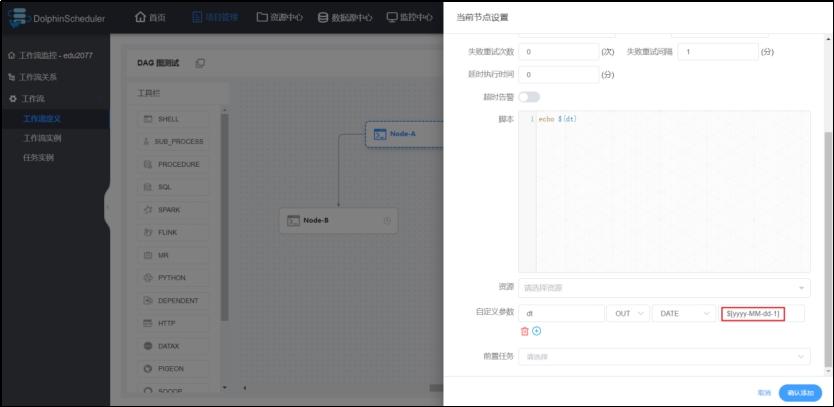 DolphinScheduler
首页
项目管理
资源中心
数据源中心
监控中心
工作流监控 - edu2077
工作流关系
工作流
工作流定义
工作流实例
任务实例
DAG 图测试
工具栏
SHELL
SUB_PROCESS
PROCEDURE
SQL
SPARK
FLINK
MR
PYTHON
DEPENDENT
HTTP
DATAX
PIGEON
SQOOP
Node-A
Node-B
当前节点设置
失败重试次数 0 (次) 失败重试间隔 1 (分)
延时执行时间 0 (分)
超时告警
脚本 1 echo ${dt}
资源 请选择资源
自定义参数 dt OUT DATE $[yyyy-MM-dd-1]
前置任务 请选择
取消 确认添加